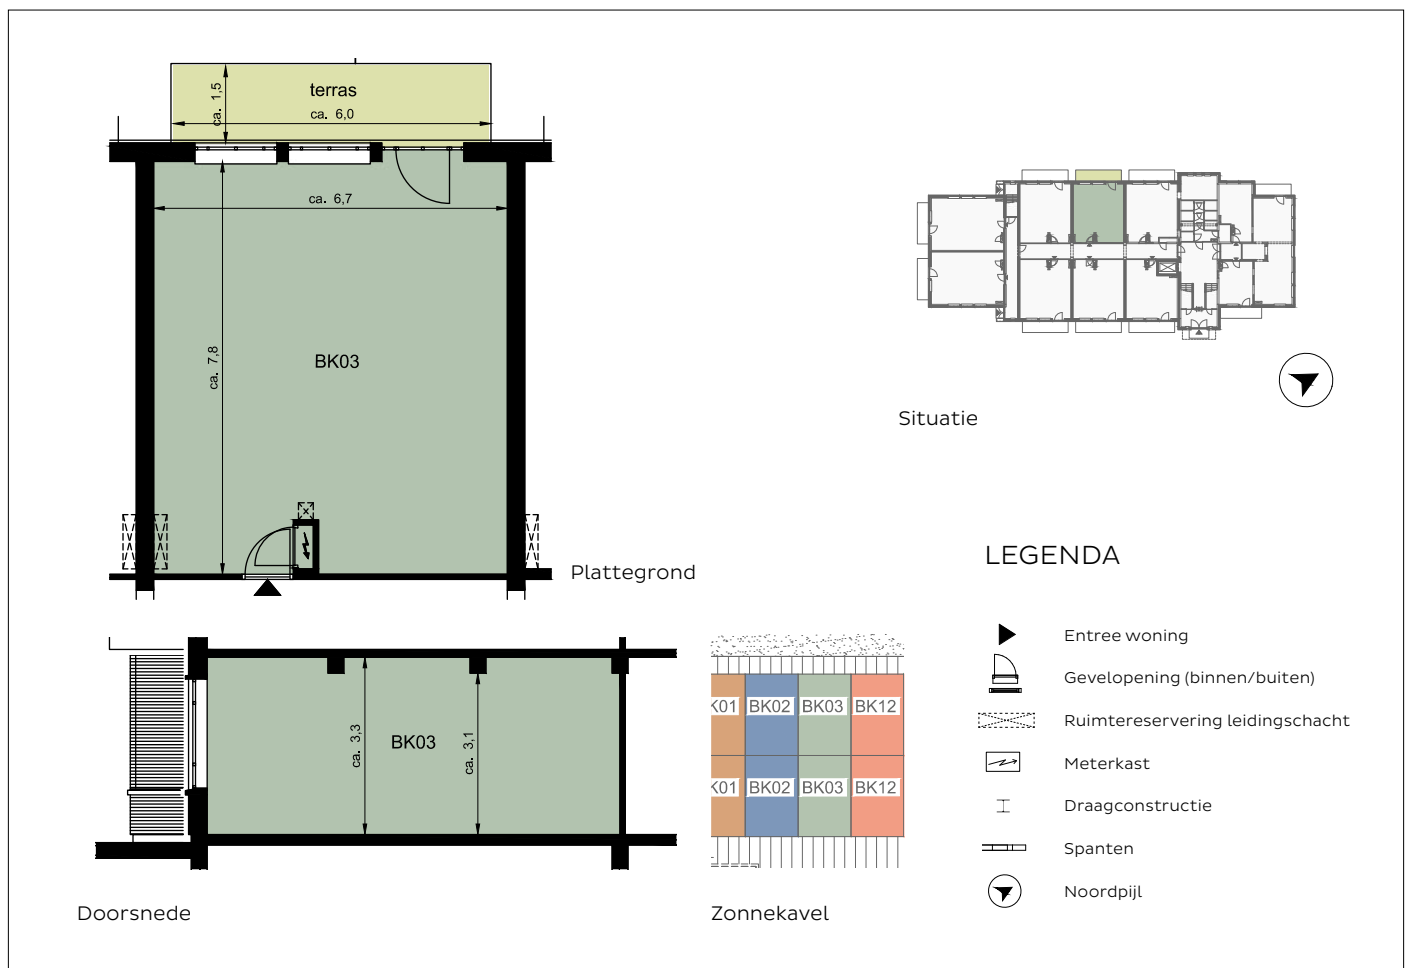 terras
ca. 6,0
ca. 1,5
ca. 6,7
ca. 7,8
BK03
Plattegrond
Situatie
ca. 3,3
BK03
ca. 3,1
Doorsnede
K01 BK02 BK03 BK12
K01 BK02 BK03 BK12
Zonnekavel
LEGENDA
Entree woning
Gevelopening (binnen/buiten)
Ruimtereservering leidingschacht
Meterkast
Draagconstructie
Spanten
Noordpijl